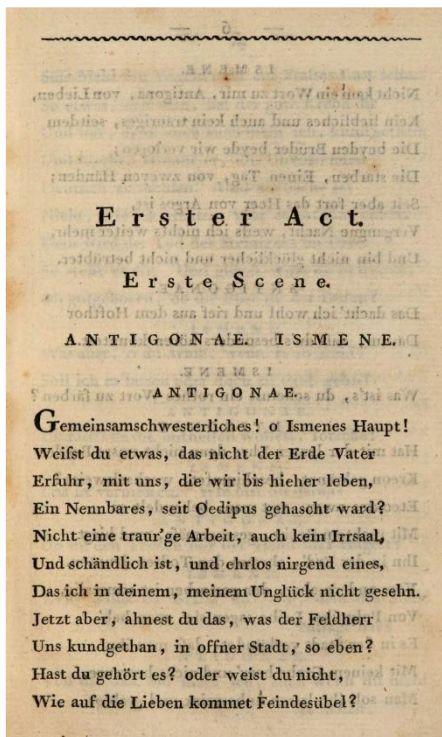 Erster Act.
Erste Scene.
ANTIGONAE. ISMENE.
ANTIGONAE.
Gemeinsamschwesterliches! o Ismenes Haupt!
Weifst du etwas, das nicht der Erde Vater
Erfuhr, mit uns, die wir bis hieher leben,
Ein Nennbares, seit Oedipus gehascht ward?
Nicht eine traur'ge Arbeit, auch kein Irrsaal,
Und schändlich ist, und ehrlos nirgend eines,
Das ich in deinem, meinem Unglück nicht gesehn.
Jetzt aber, ahnest du das, was der Feldherr
Uns kundgethan, in offner Stadt, so eben?
Hast du gehört es? oder weist du nicht,
Wie auf die Lieben kommet Feindesübel?